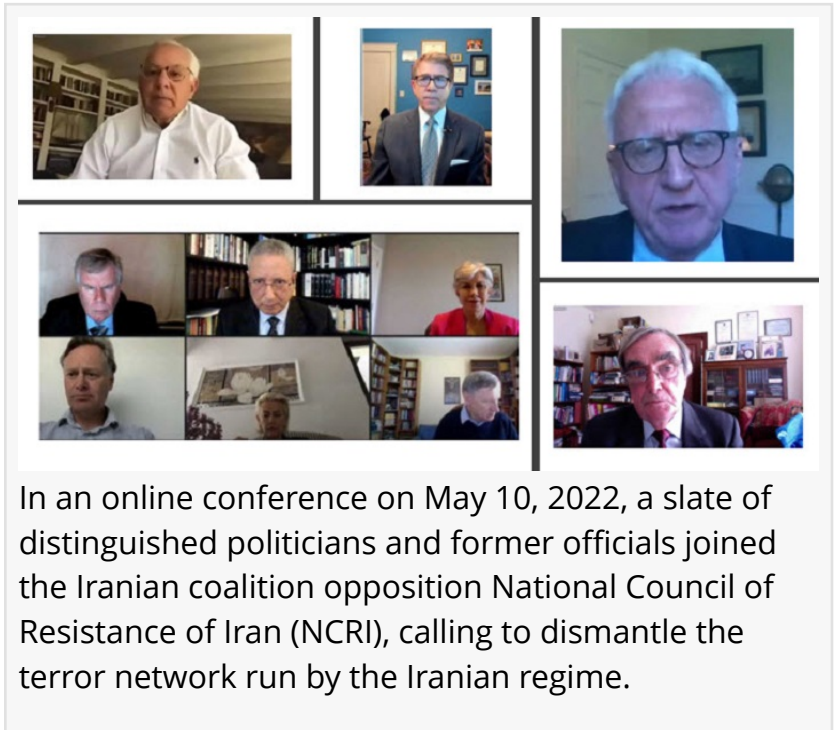 In an online conference on May 10, 2022, a slate of
distinguished politicians and former officials joined
the Iranian coalition opposition National Council of
Resistance of Iran (NCRI), calling to dismantle the
terror network run by the Iranian regime.